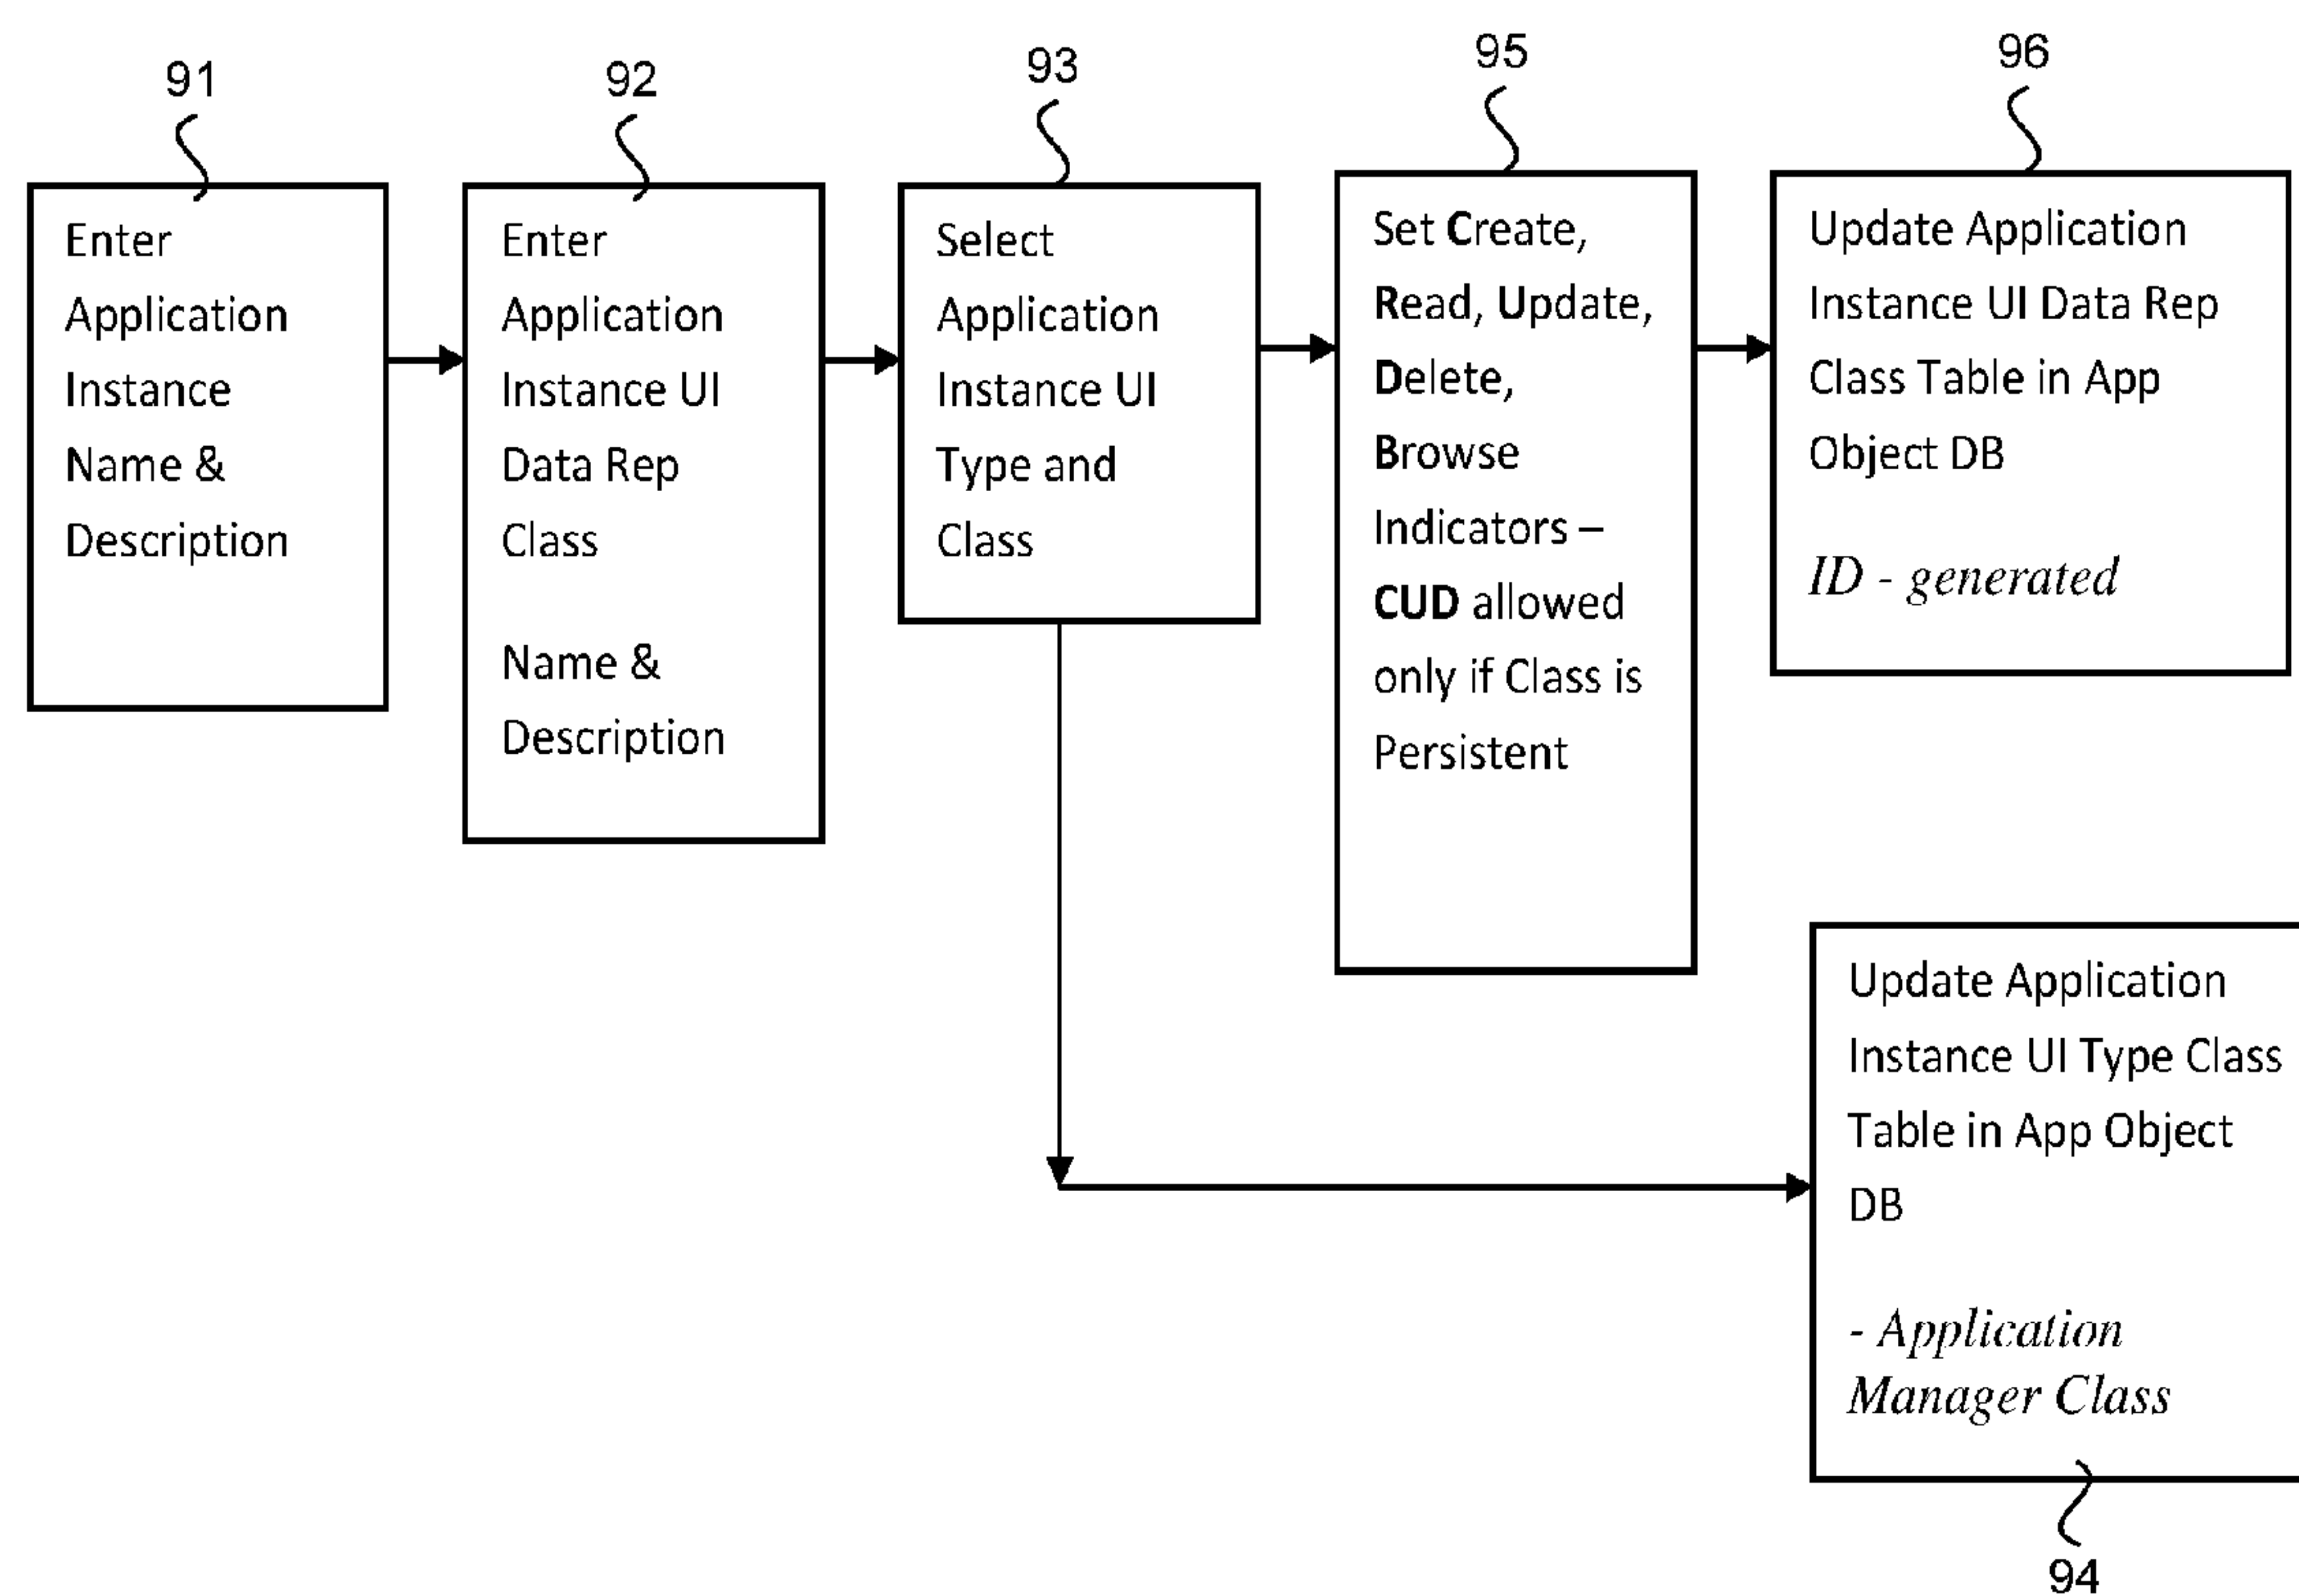 91
Enter
Application
Instance
Name &
Description
92
Enter
Application
Instance UI
Data Rep
Class
Name &
Description
93
Select
Application
Instance UI
Type and
Class
95
Set Create,
Read, Update,
Delete,
Browse
Indicators –
CUD allowed
only if Class is
Persistent
96
Update Application
Instance UI Data Rep
Class Table in App
Object DB
ID - generated
Update Application
Instance UI Type Class
Table in App Object
DB
- Application
Manager Class
94